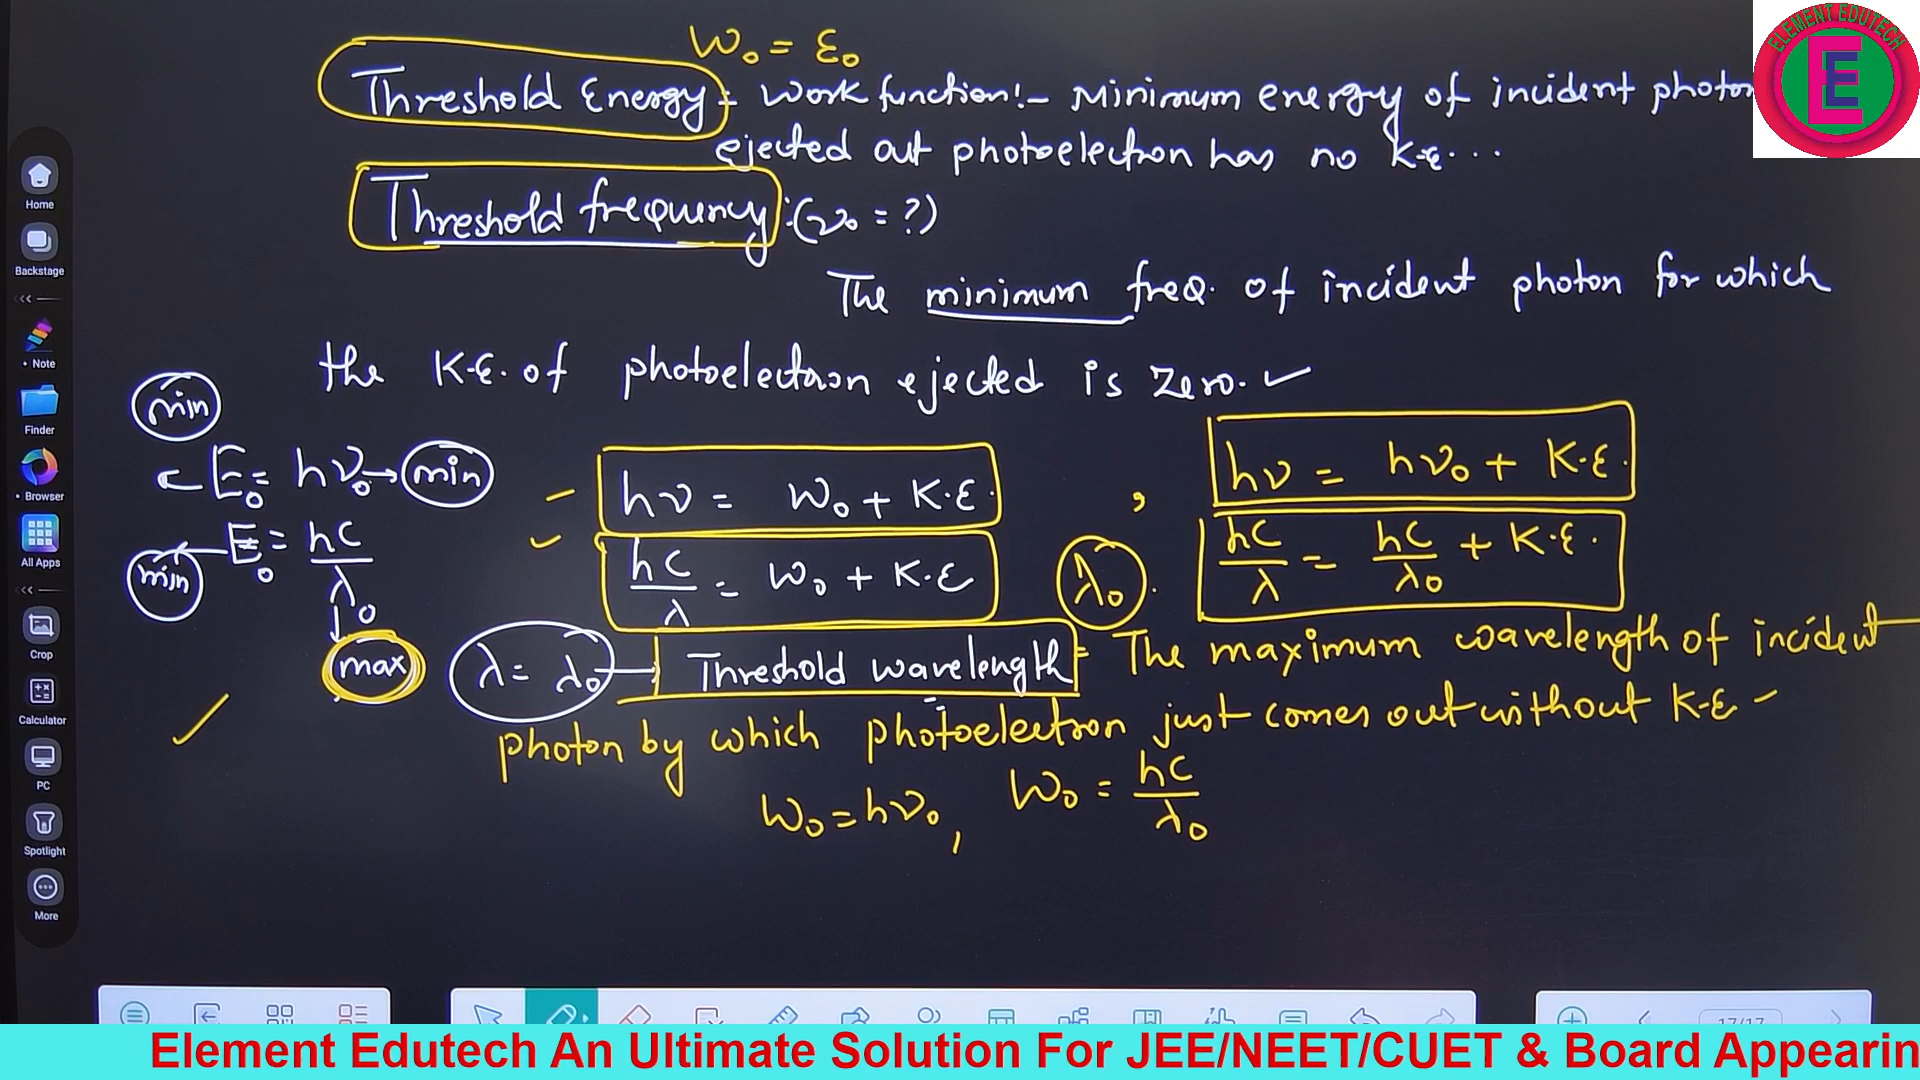 W₀ = ε₀
Threshold Energy = Work function:- Minimum energy of incident photon
ejected out photoelectron has no K.E...
Threshold frequency: (ν₀ = ?)
The minimum freq. of incident photon for which
the K.E. of photoelectron ejected is zero. ✓
min
E₀ = hν₀ → min
hν = W₀ + K.E.
, hν = hν₀ + K.E.
min ← E₀ = hc/λ₀
hc/λ = W₀ + K.E
λ₀.
hc/λ = hc/λ₀ + K.E.
max
λ = λ₀ Threshold wavelength = The maximum wavelength of incident
photon by which photoelectron just comes out without K.E –
W₀ = hν₀, W₀ = hc/λ₀
ELEMENT EDUTECH
E
Home
Backstage
Note
Finder
Browser
All Apps
Crop
Calculator
PC
Spotlight
More
17/17
Element Edutech An Ultimate Solution For JEE/NEET/CUET & Board Appearin